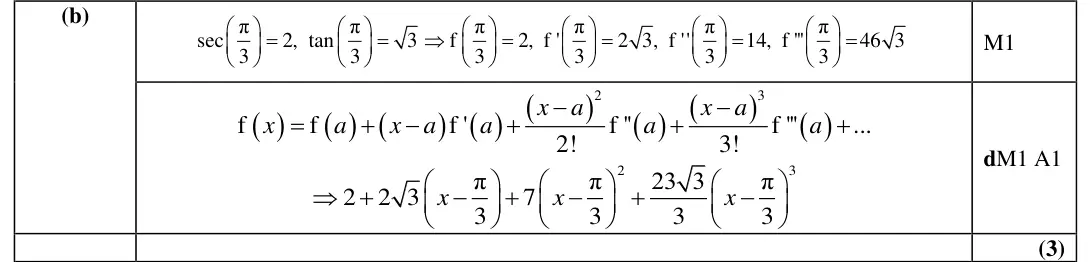 (b)
sec(π/3) = 2, tan(π/3) = √3 ⇒ f(π/3) = 2, f '(π/3) = 2√3, f ''(π/3) = 14, f '''(π/3) = 46√3
M1
f(x) = f(a) + (x − a)f '(a) + (x − a)²/2! f ''(a) + (x − a)³/3! f '''(a) + ...
⇒ 2 + 2√3(x − π/3) + 7(x − π/3)² + 23√3/3(x − π/3)³
dM1 A1
(3)